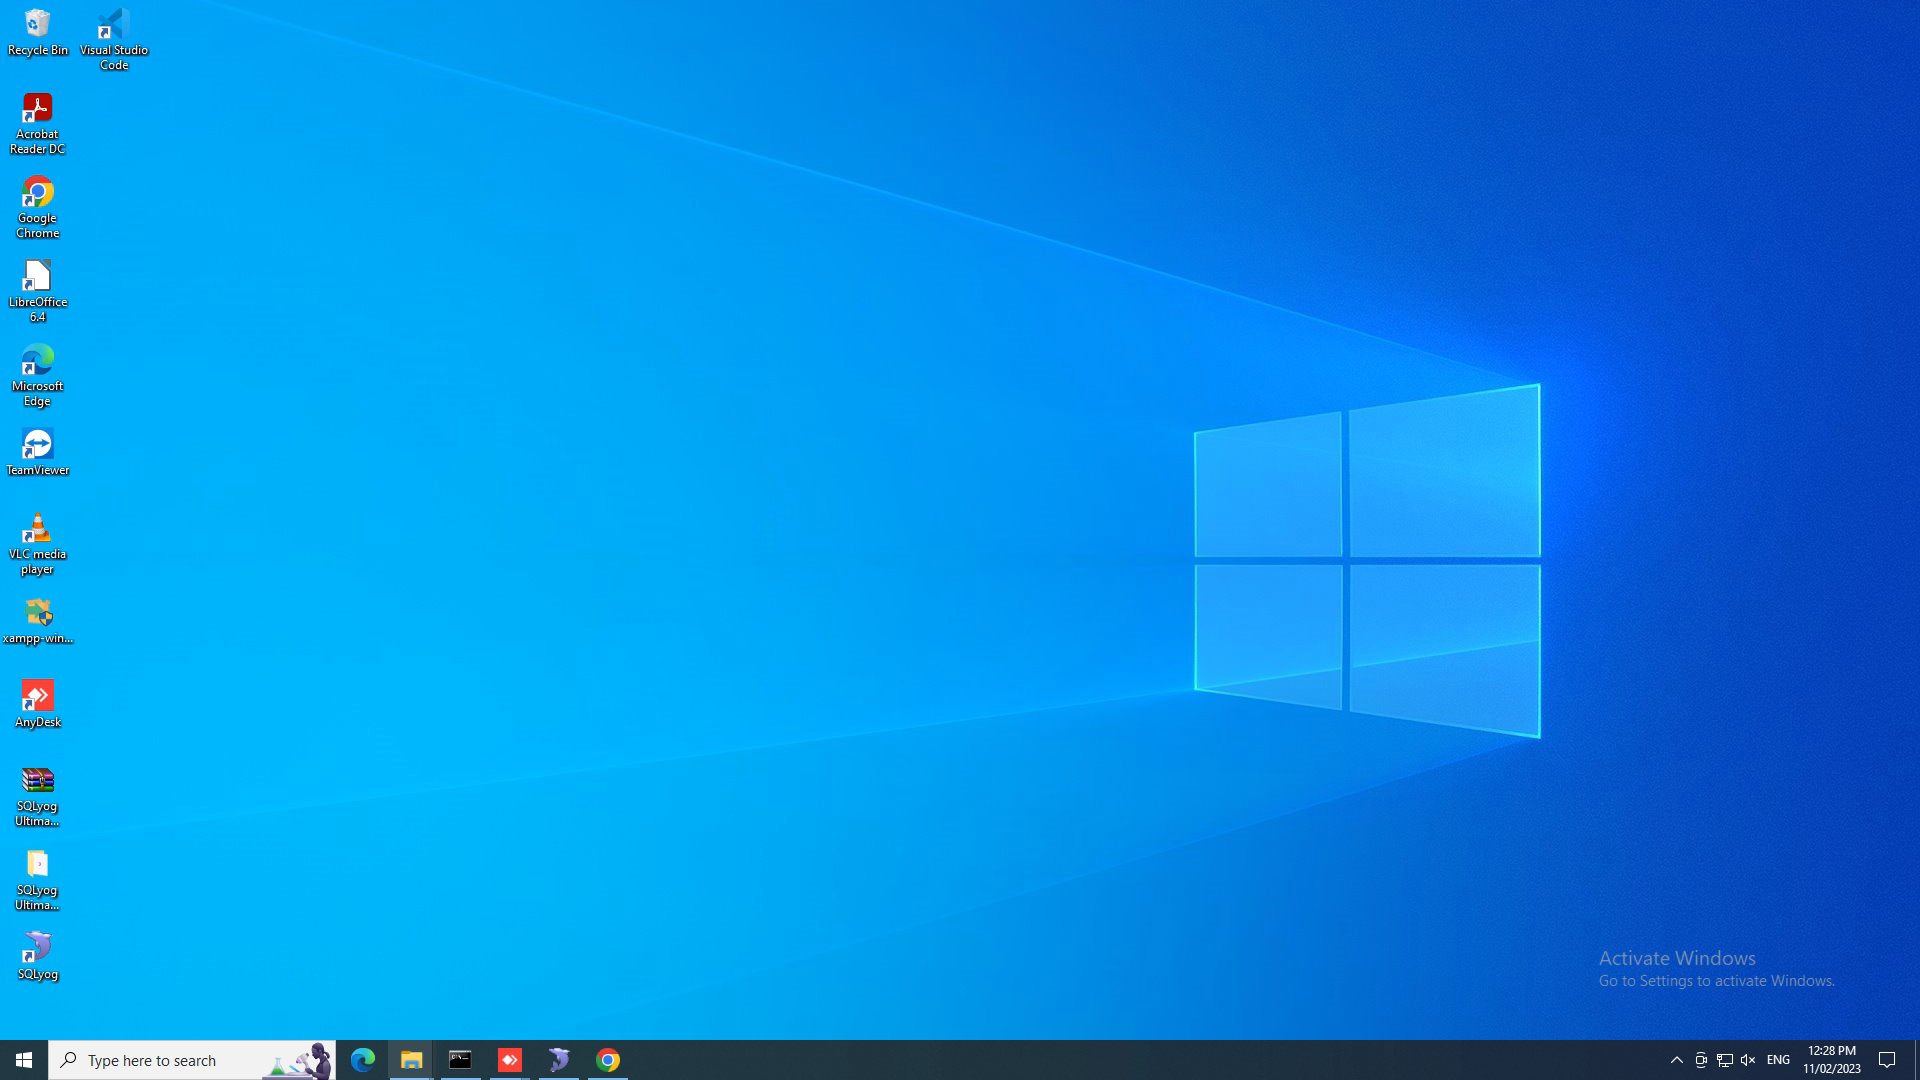 Recycle Bin
Visual Studio
Code
Acrobat
Reader DC
Google
Chrome
LibreOffice
6.4
Microsoft
Edge
TeamViewer
VLC media
player
xampp-win...
AnyDesk
SQLyog
Ultima...
SQLyog
Ultima...
SQLyog
Activate Windows
Go to Settings to activate Windows.
Type here to search
ENG
12:28 PM
11/02/2023